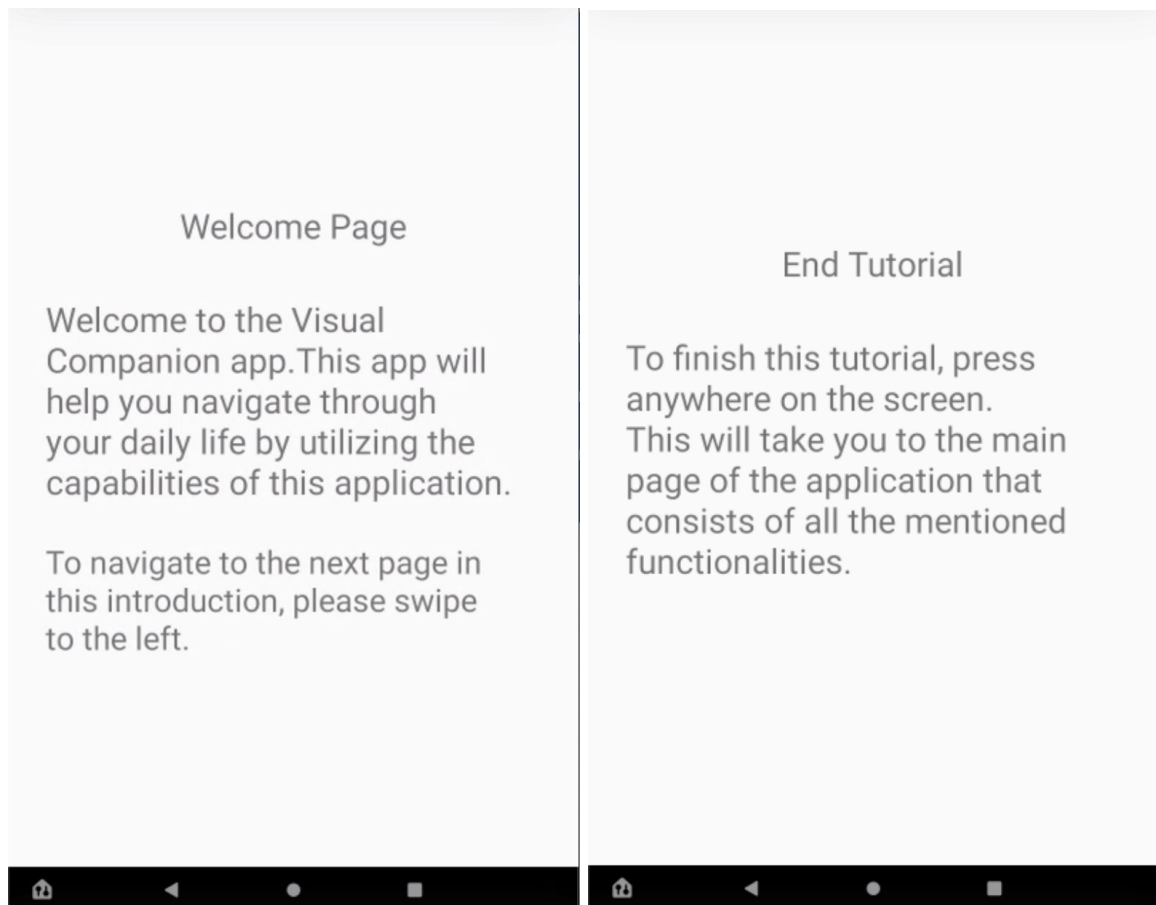 Welcome Page
Welcome to the Visual
Companion app.This app will
help you navigate through
your daily life by utilizing the
capabilities of this application.
To navigate to the next page in
this introduction, please swipe
to the left.
End Tutorial
To finish this tutorial, press
anywhere on the screen.
This will take you to the main
page of the application that
consists of all the mentioned
functionalities.